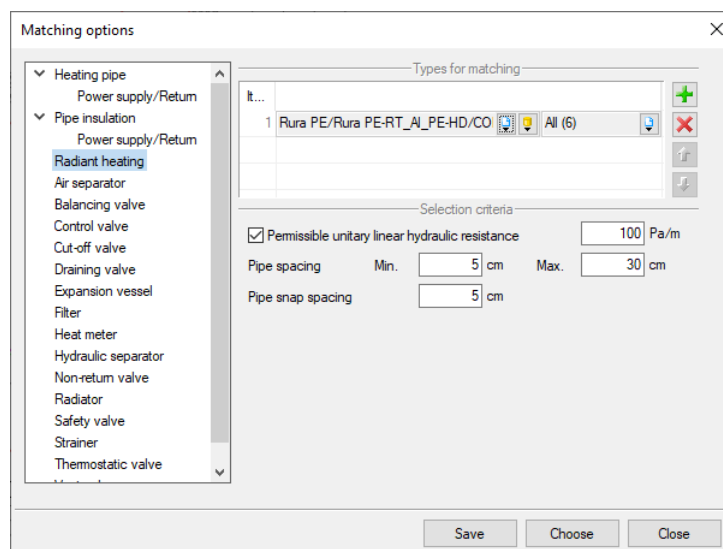 Matching options
Heating pipe
Power supply/Return
Pipe insulation
Power supply/Return
Radiant heating
Air separator
Balancing valve
Control valve
Cut-off valve
Draining valve
Expansion vessel
Filter
Heat meter
Hydraulic separator
Non-return valve
Radiator
Safety valve
Strainer
Thermostatic valve
Types for matching
It...
1 Rura PE/Rura PE-RT_Al_PE-HD/CO All (6)
Selection criteria
Permissible unitary linear hydraulic resistance 100 Pa/m
Pipe spacing Min. 5 cm Max. 30 cm
Pipe snap spacing 5 cm
Save Choose Close